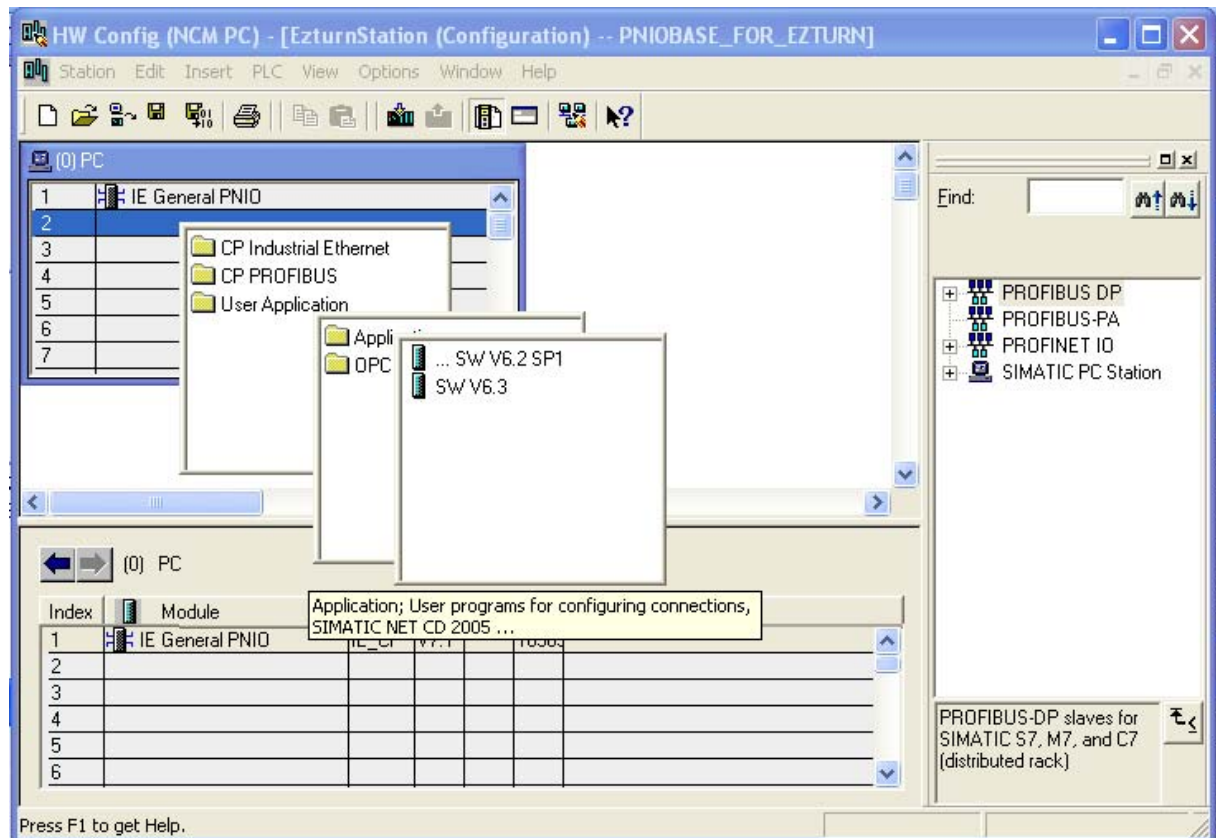 HW Config (NCM PC) - [EzturnStation (Configuration) -- PNIOBASE_FOR_EZTURN]
Station Edit Insert PLC View Options Window Help
(0) PC
1 IE General PNIO
2
3
4
5
6
7
CP Industrial Ethernet
CP PROFIBUS
User Application
OPC
... SW V6.2 SP1
SW V6.3
Find:
PROFIBUS DP
PROFIBUS-PA
PROFINET IO
SIMATIC PC Station
(0) PC
Index Module
Application; User programs for configuring connections,
SIMATIC NET CD 2005 ...
1 IE General PNIO
2
3
4
5
6
PROFIBUS-DP slaves for
SIMATIC S7, M7, and C7
(distributed rack)
Press F1 to get Help.